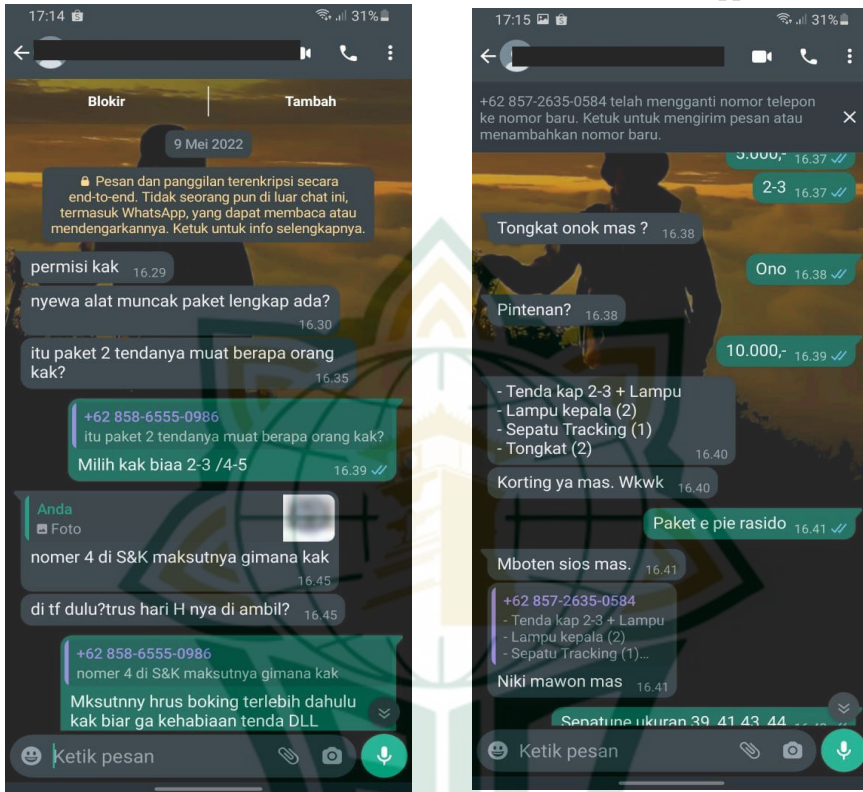 17:14 31%
Blokir Tambah
9 Mei 2022
Pesan dan panggilan terenkripsi secara
end-to-end. Tidak seorang pun di luar chat ini,
termasuk WhatsApp, yang dapat membaca atau
mendengarkannya. Ketuk untuk info selengkapnya.
permisi kak 16.29
nyewa alat muncak paket lengkap ada?
16.30
itu paket 2 tendanya muat berapa orang
kak? 16.35
+62 858-6555-0986
itu paket 2 tendanya muat berapa orang kak?
Milih kak biaa 2-3 /4-5 16.39
Anda
Foto
nomer 4 di S&K maksutnya gimana kak
16.45
di tf dulu?trus hari H nya di ambil? 16.45
+62 858-6555-0986
nomer 4 di S&K maksutnya gimana kak
Mksutnny hrus boking terlebih dahulu
kak biar ga kehabiaan tenda DLL
Ketik pesan
17:15 31%
+62 857-2635-0584 telah mengganti nomor telepon
ke nomor baru. Ketuk untuk mengirim pesan atau
menambahkan nomor baru.
5.000,- 16.37
2-3 16.37
Tongkat onok mas ? 16.38
Ono 16.38
Pintenan? 16.38
10.000,- 16.39
- Tenda kap 2-3 + Lampu
- Lampu kepala (2)
- Sepatu Tracking (1)
- Tongkat (2) 16.40
Korting ya mas. Wkwk 16.40
Paket e pie rasido 16.41
Mboten sios mas. 16.41
+62 857-2635-0584
- Tenda kap 2-3 + Lampu
- Lampu kepala (2)
- Sepatu Tracking (1)...
Niki mawon mas 16.41
Sepatune ukuran 39, 41,43, 44
Ketik pesan